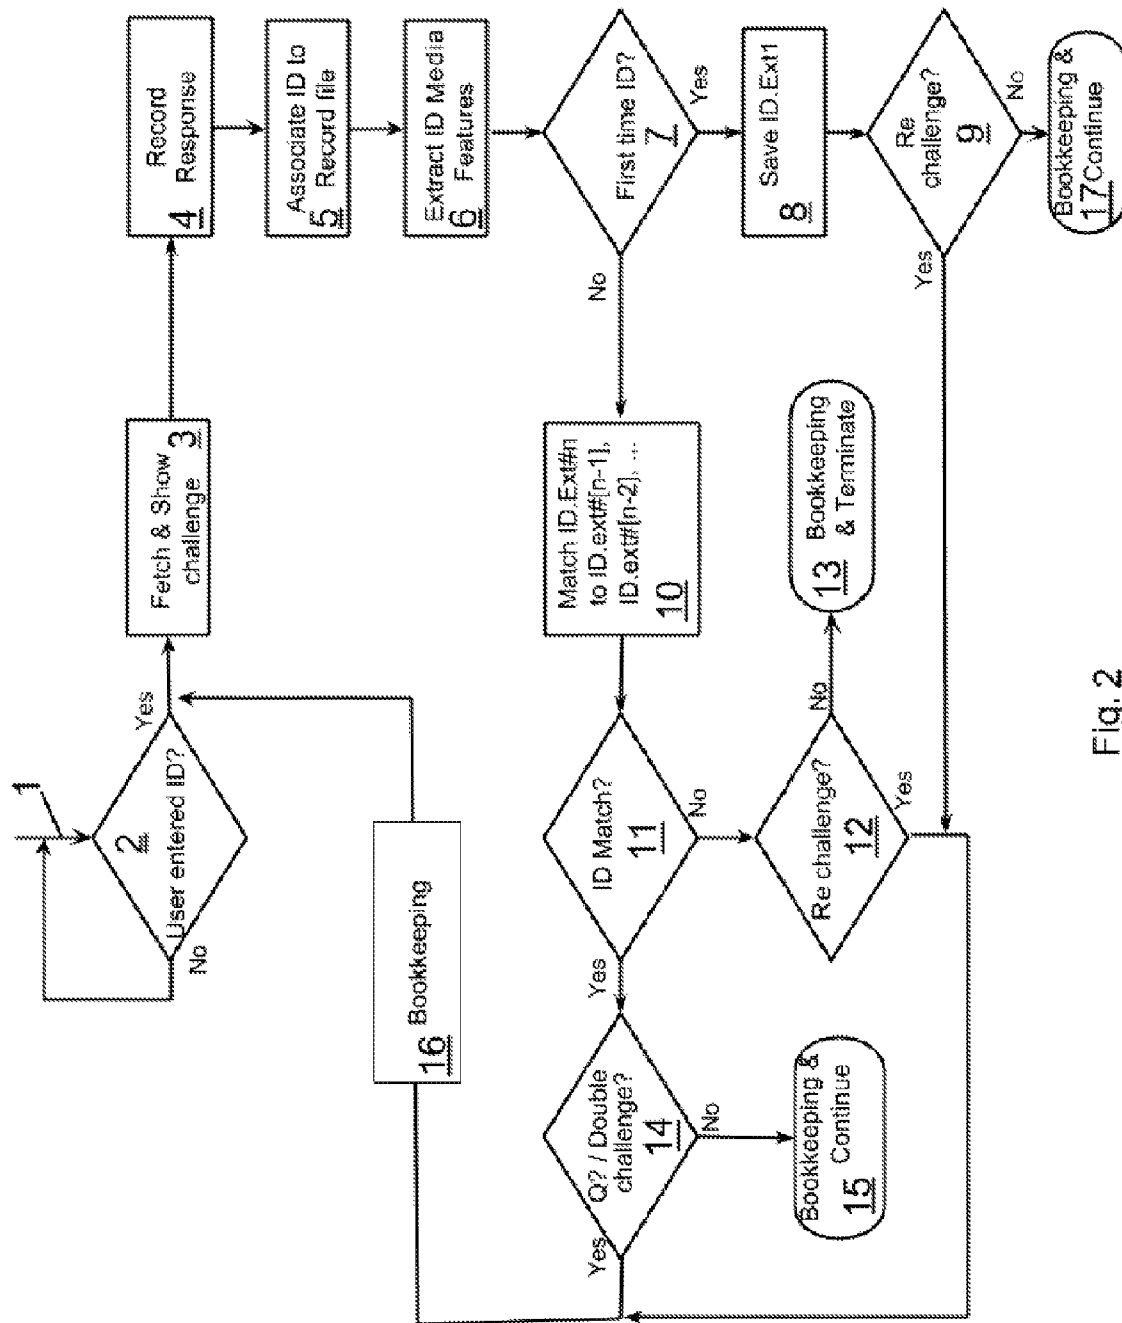 1
2
User entered ID?
No
Yes
Fetch & Show
challenge
3
Record
Response
4
Associate ID to
Record file
5
Extract ID Media
Features
6
First time ID?
7
No
Yes
Save ID.Ext1
8
Re
challenge?
9
Yes
No
Bookkeeping &
Continue
17
Match ID.Ext#n
to ID.ext#[n-1],
ID.ext#[n-2], ...
10
ID Match?
11
Yes
No
Re challenge?
12
No
Yes
Bookkeeping
& Terminate
13
Q? / Double
challenge?
14
Yes
No
Bookkeeping &
Continue
15
Bookkeeping
16
Fig. 2